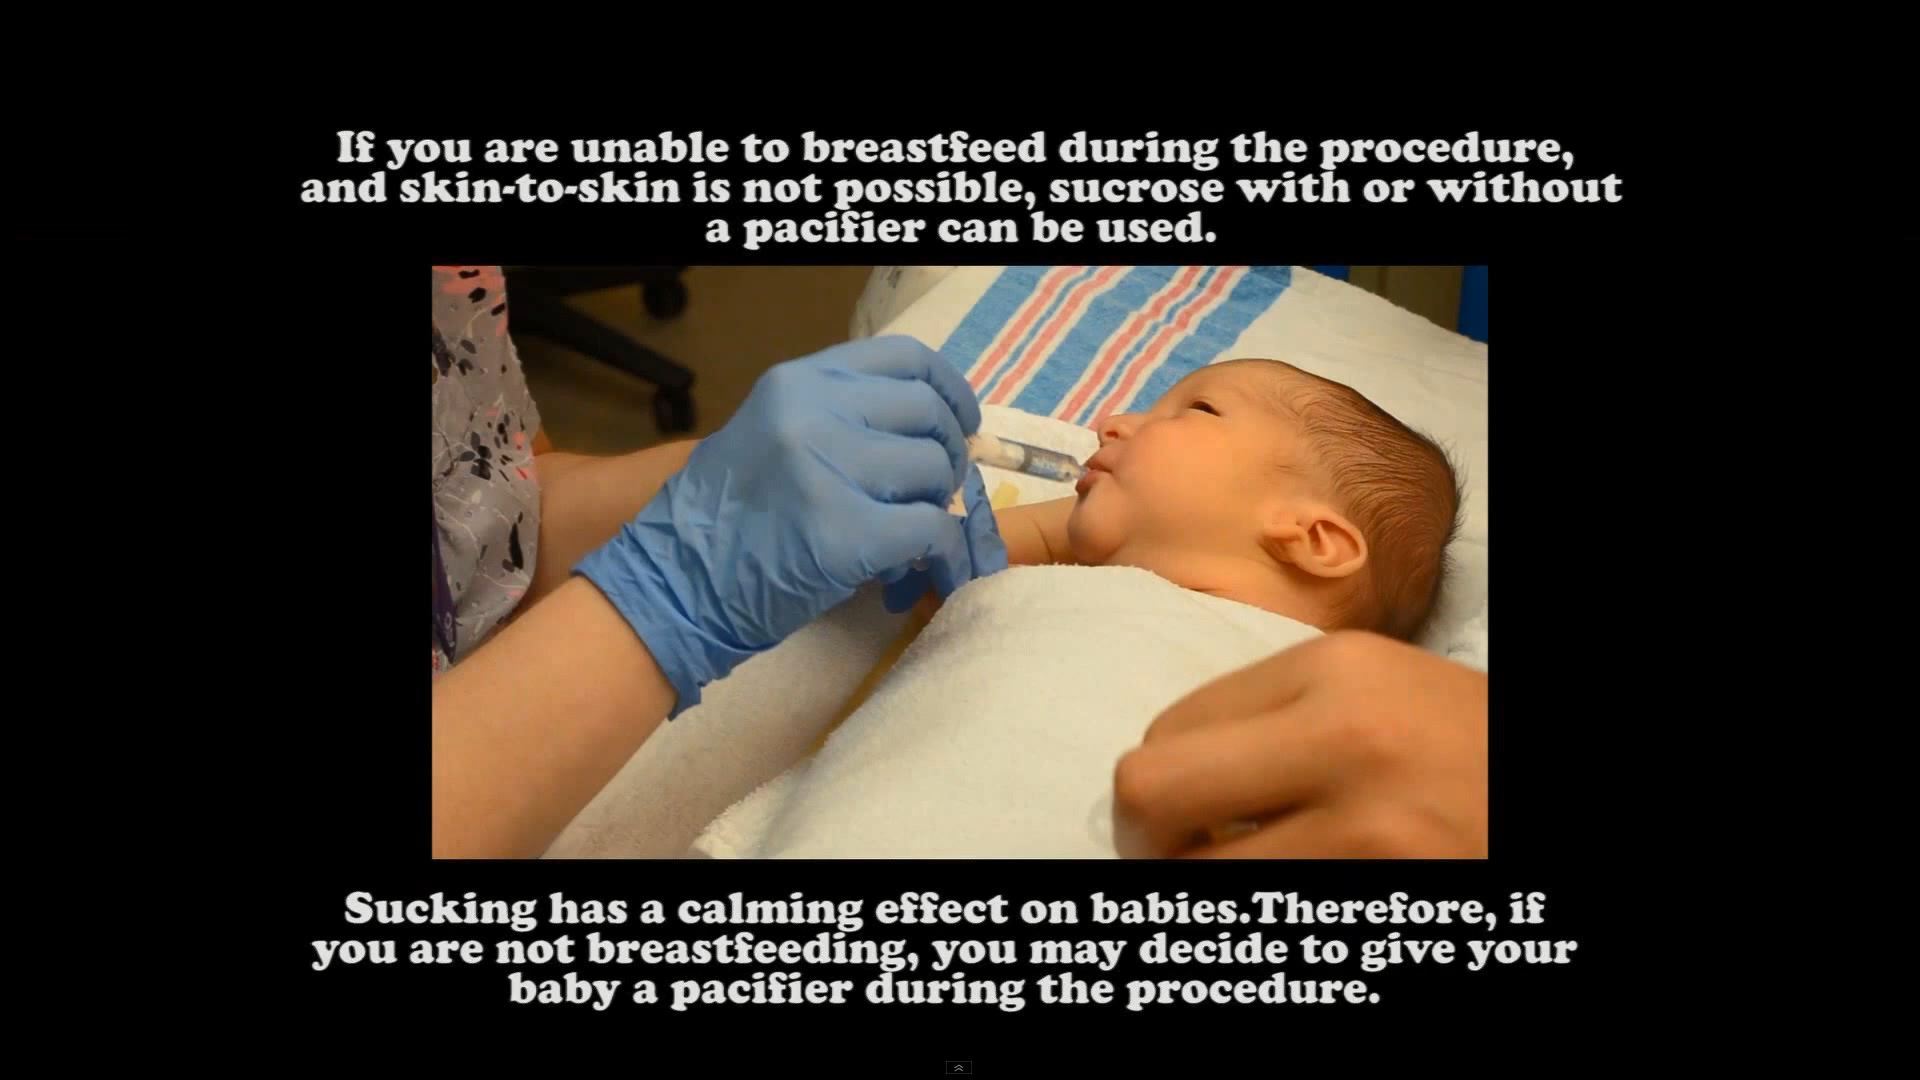 If you are unable to breastfeed during the procedure,
and skin-to-skin is not possible, sucrose with or without
a pacifier can be used.
Sucking has a calming effect on babies.Therefore, if
you are not breastfeeding, you may decide to give your
baby a pacifier during the procedure.